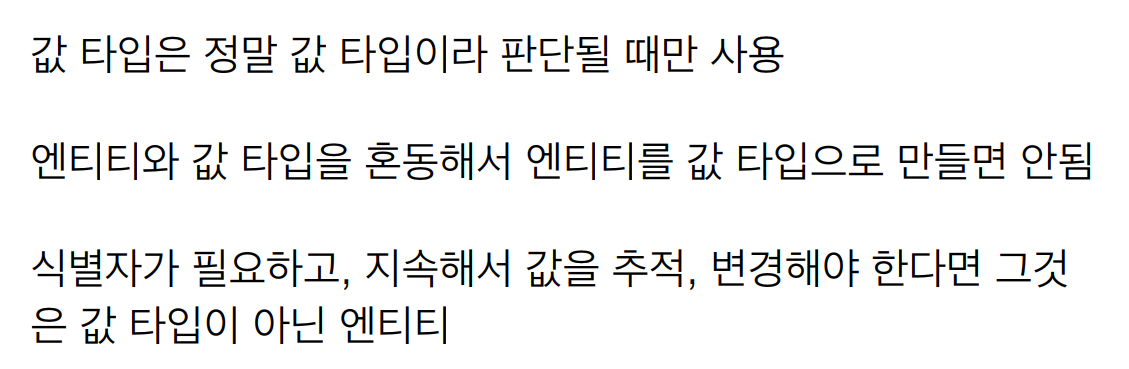 값 타입은 정말 값 타입이라 판단될 때만 사용
엔티티와 값 타입을 혼동해서 엔티티를 값 타입으로 만들면 안됨
식별자가 필요하고, 지속해서 값을 추적, 변경해야 한다면 그것
은 값 타입이 아닌 엔티티